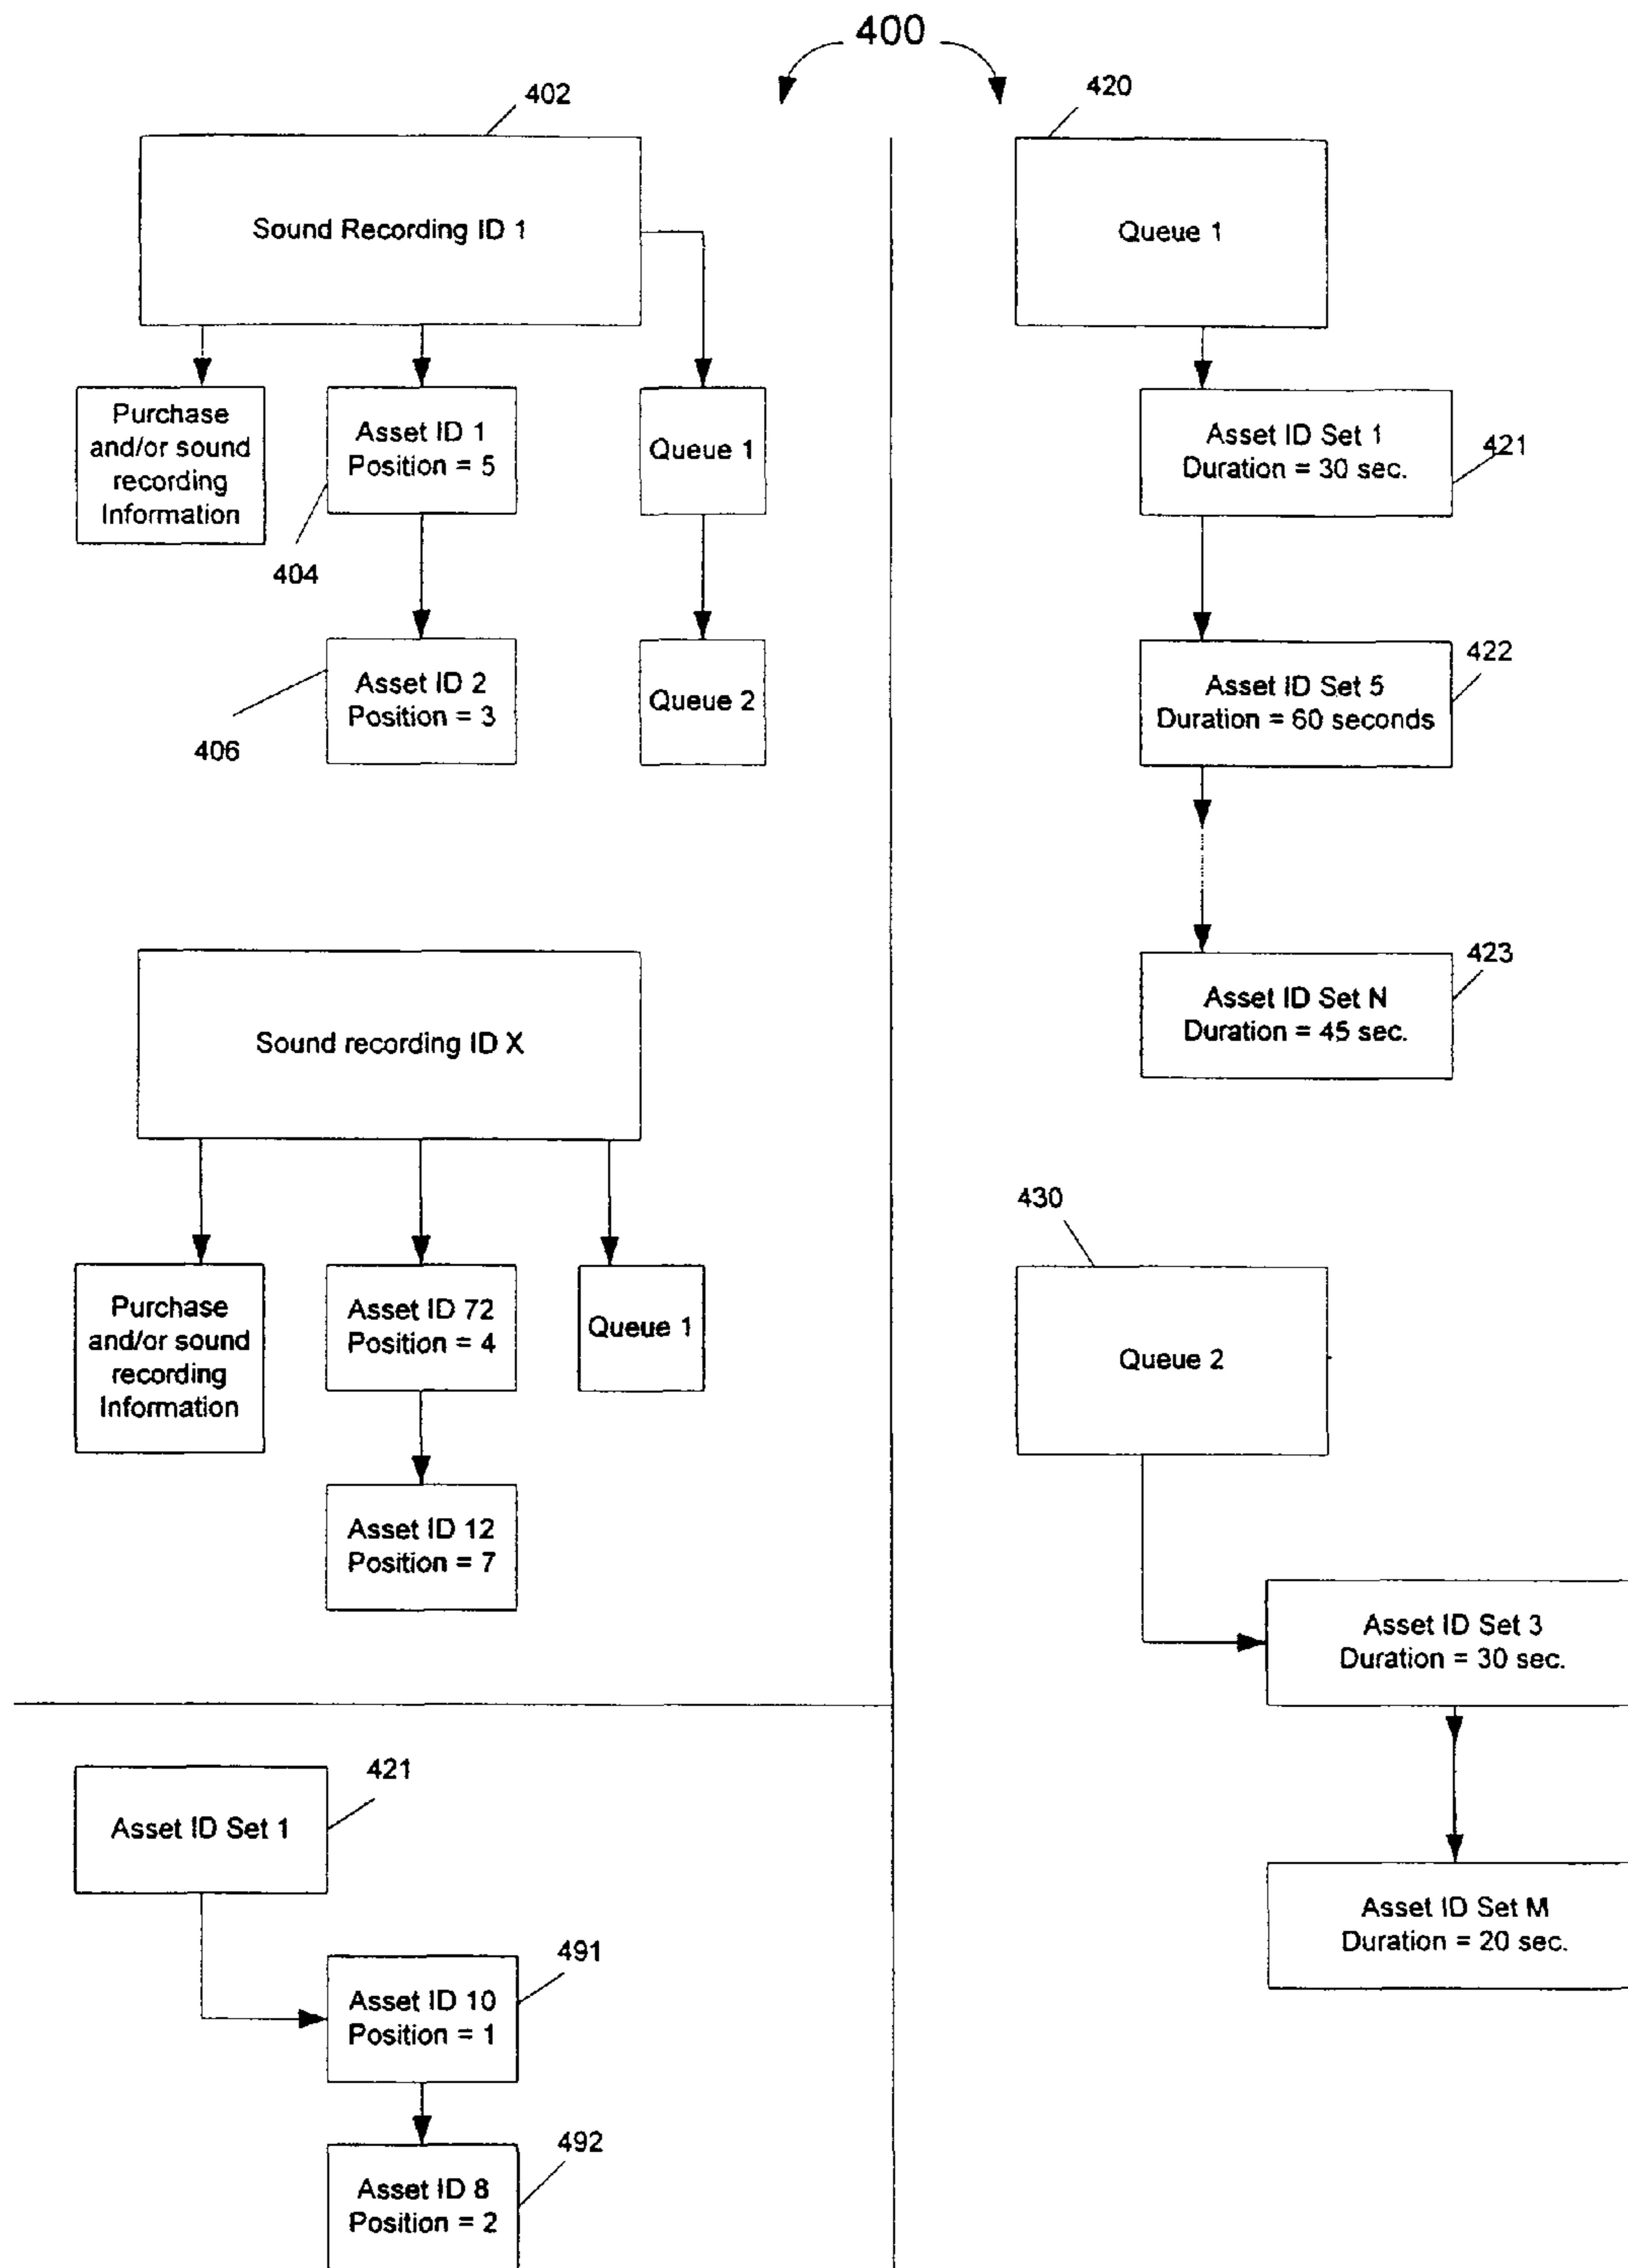 400
402
Sound Recording ID 1
Purchase
and/or sound
recording
Information
Asset ID 1
Position = 5
Queue 1
404
Asset ID 2
Position = 3
Queue 2
406
Sound recording ID X
Purchase
and/or sound
recording
Information
Asset ID 72
Position = 4
Queue 1
Asset ID 12
Position = 7
421
Asset ID Set 1
491
Asset ID 10
Position = 1
492
Asset ID 8
Position = 2
420
Queue 1
Asset ID Set 1
Duration = 30 sec.
421
Asset ID Set 5
Duration = 60 seconds
422
423
Asset ID Set N
Duration = 45 sec.
430
Queue 2
Asset ID Set 3
Duration = 30 sec.
Asset ID Set M
Duration = 20 sec.